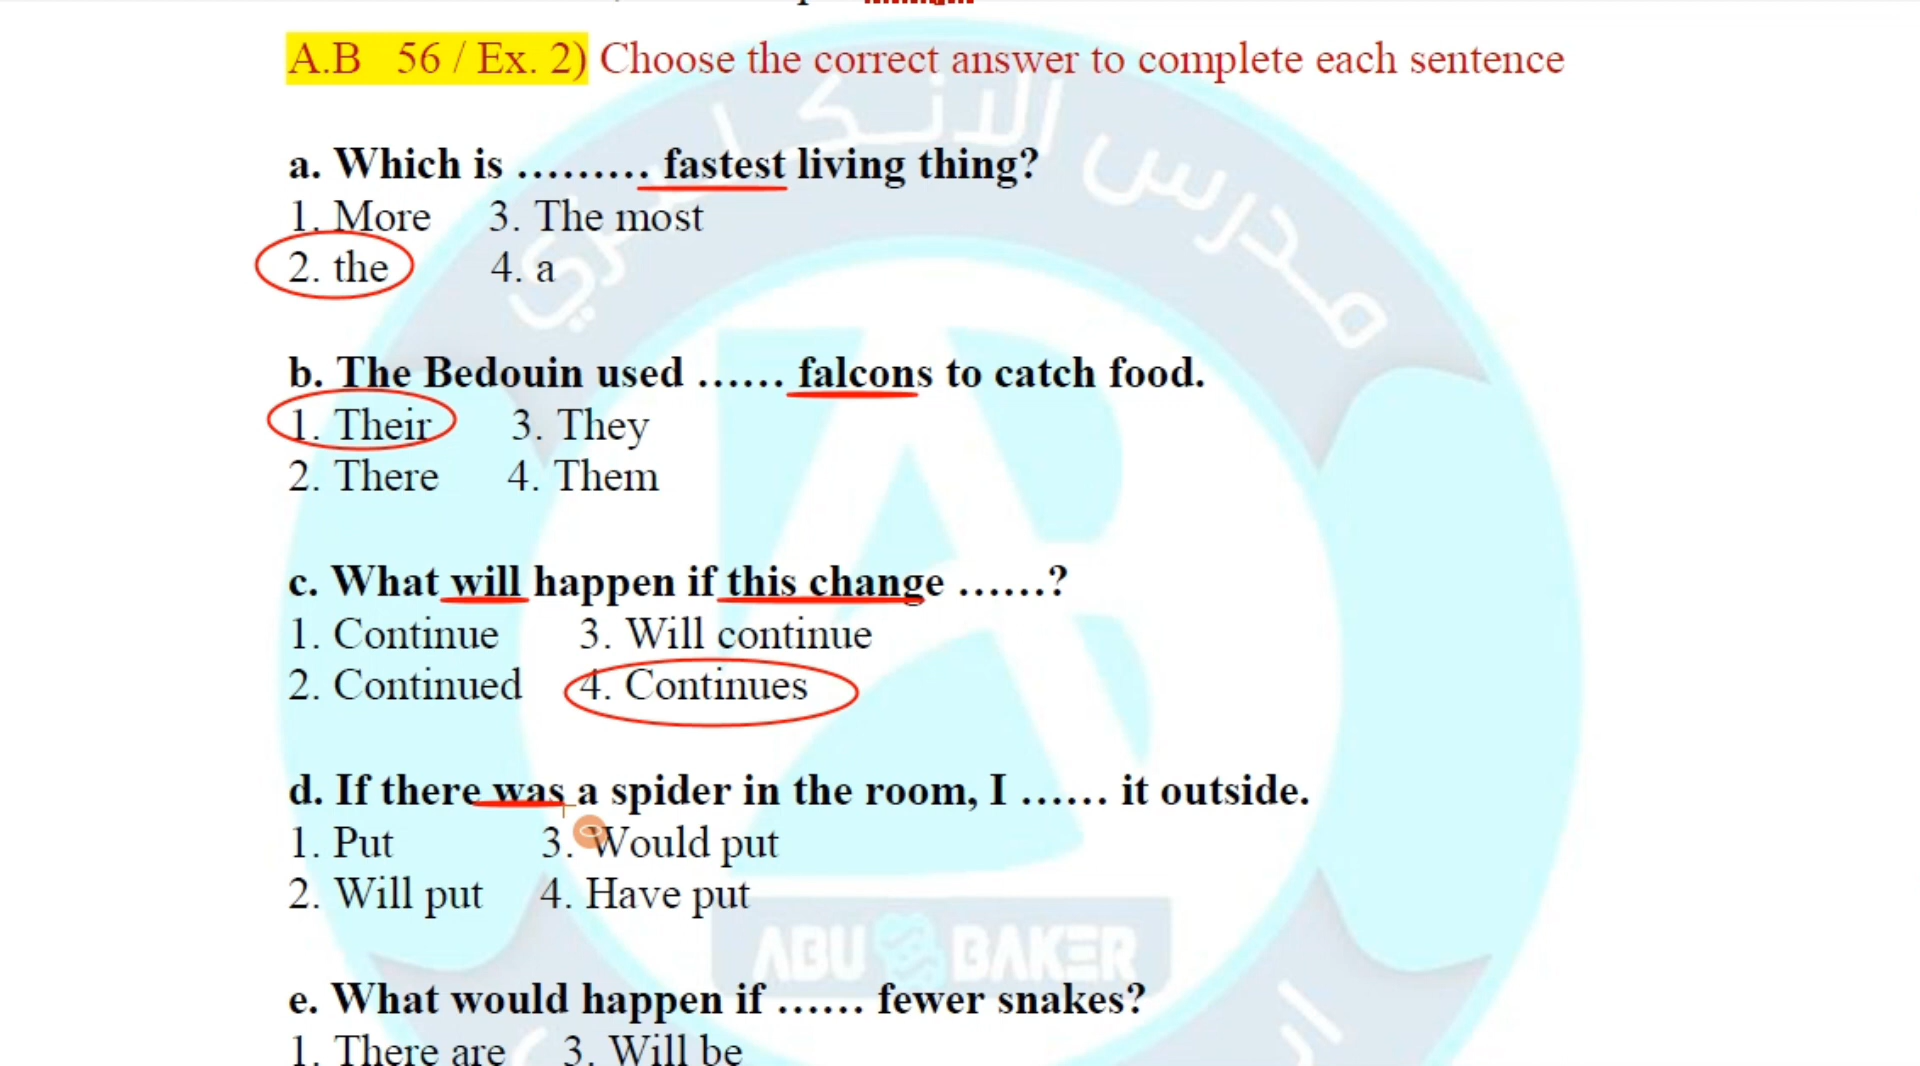 A.B 56 / Ex. 2) Choose the correct answer to complete each sentence
a. Which is ......... fastest living thing?
1. More 3. The most
2. the 4. a
b. The Bedouin used ...... falcons to catch food.
1. Their 3. They
2. There 4. Them
c. What will happen if this change ......?
1. Continue 3. Will continue
2. Continued 4. Continues
d. If there was a spider in the room, I ...... it outside.
1. Put 3. Would put
2. Will put 4. Have put
e. What would happen if ...... fewer snakes?
1. There are 3. Will be
مدرس الانكليزي
ABU BAKER